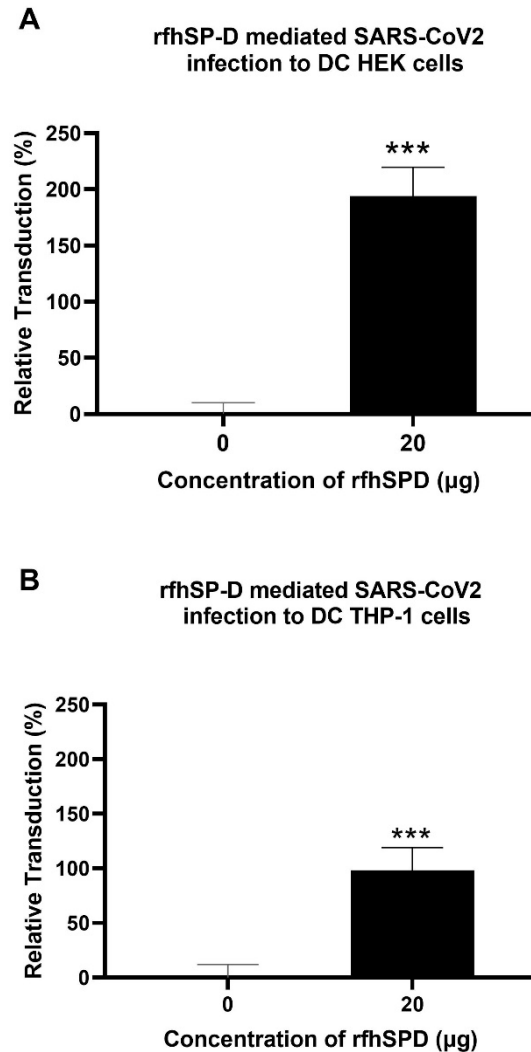 A
rfhSP-D mediated SARS-CoV2
infection to DC HEK cells
Relative Transduction (%)
250
200
150
100
50
0
***
0
20
Concentration of rfhSPD (µg)
B
rfhSP-D mediated SARS-CoV2
infection to DC THP-1 cells
Relative Transduction (%)
250
200
150
100
50
0
***
0
20
Concentration of rfhSPD (µg)